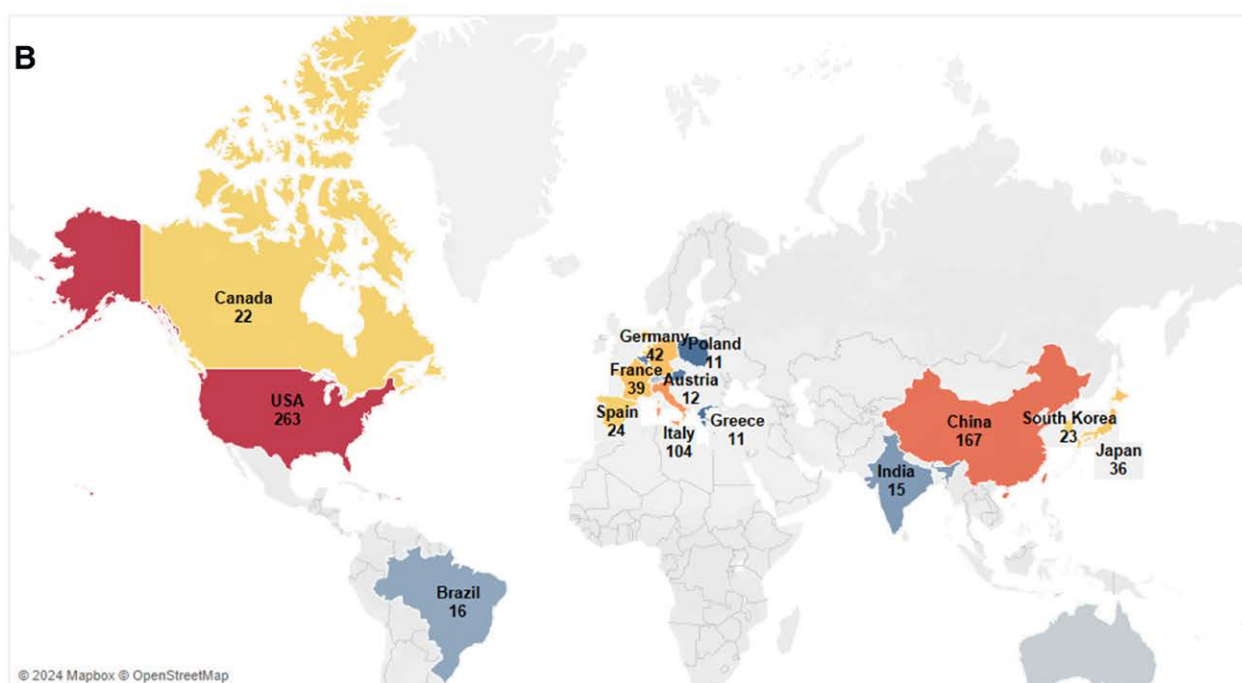 B
Canada
22
USA
263
Brazil
16
Germany
42
Poland
11
France
39
Austria
12
Spain
24
Italy
104
Greece
11
China
167
South Korea
23
Japan
36
India
15
© 2024 Mapbox © OpenStreetMap